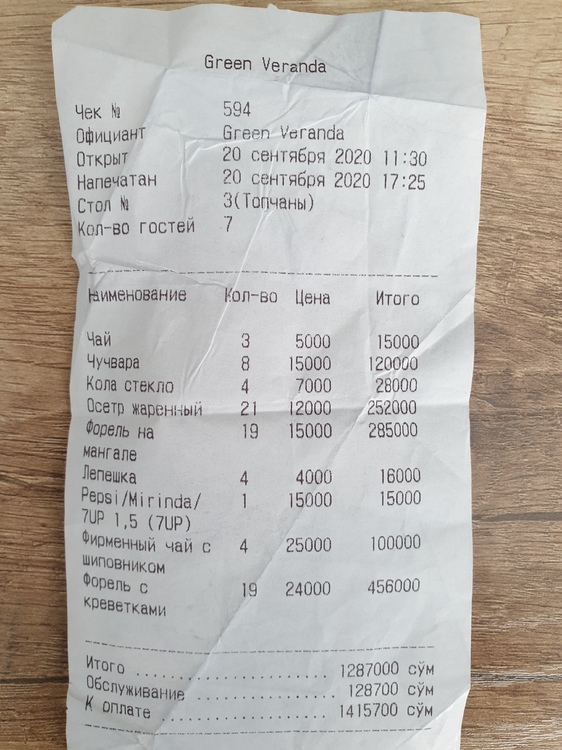 Green Veranda
Чек № 594
Официант Green Veranda
Открыт 20 сентября 2020 11:30
Напечатан 20 сентября 2020 17:25
Стол № 3(Топчаны)
Кол-во гостей 7
Наименование Кол-во Цена Итого
Чай 3 5000 15000
Чучвара 8 15000 120000
Кола стекло 4 7000 28000
Осетр жаренный 21 12000 252000
Форель на 19 15000 285000
мангале
Лепешка 4 4000 16000
Pepsi/Mirinda/ 1 15000 15000
7UP 1,5 (7UP)
Фирменный чай с 4 25000 100000
шиповником
Форель с 19 24000 456000
креветками
Итого .................... 1287000 сўм
Обслуживание ................ 128700 сўм
К оплате .................. 1415700 сўм